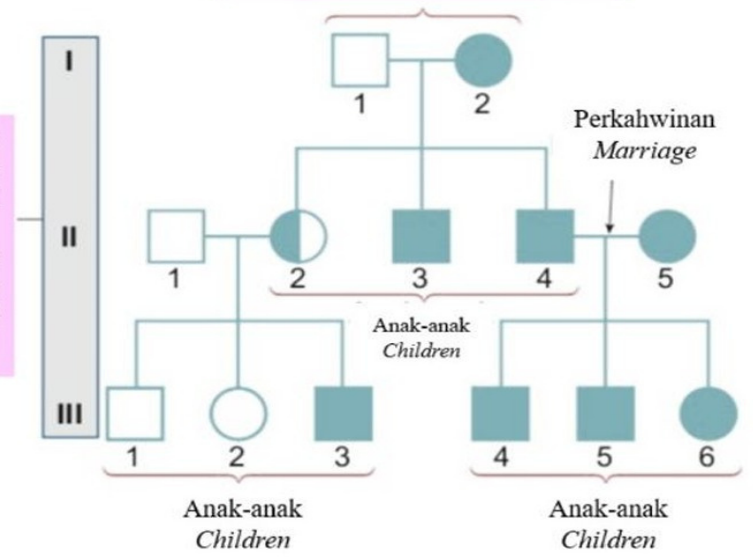 I
1
2
Perkahwinan
Marriage
II
1
2
3
4
5
Anak-anak
Children
III
1
2
3
4
5
6
Anak-anak
Children
Anak-anak
Children